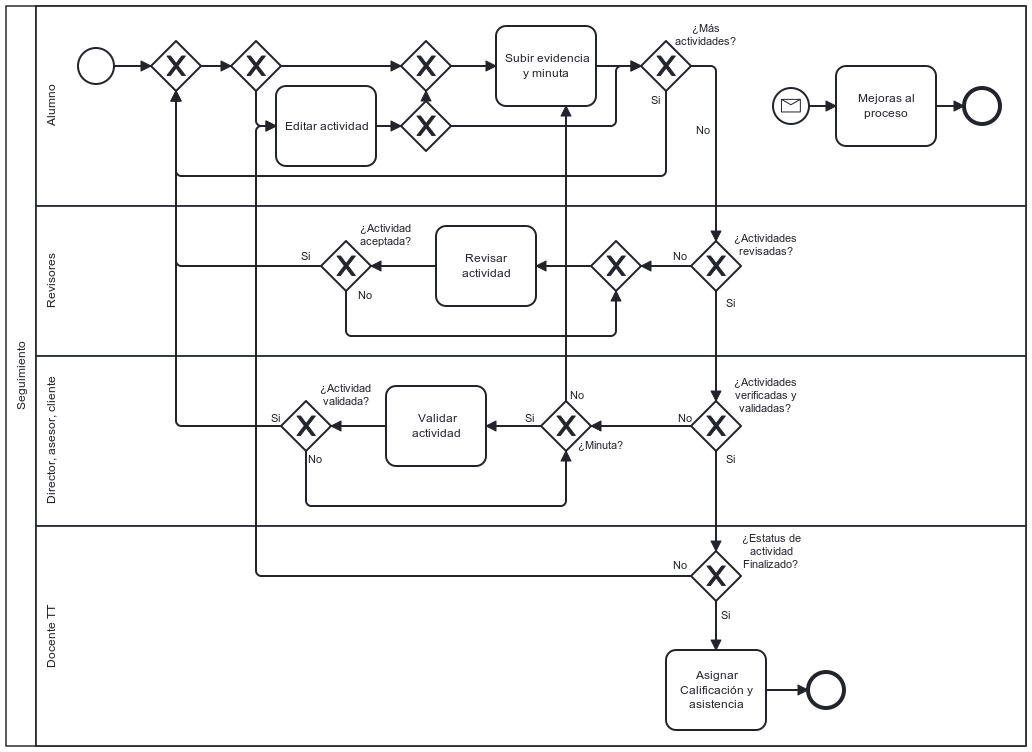 Seguimiento
Alumno
Subir evidencia
y minuta
¿Más
actividades?
Si
No
Editar actividad
Mejoras al
proceso
Revisores
¿Actividad
aceptada?
Si
No
Revisar
actividad
No
¿Actividades
revisadas?
Si
Director, asesor, cliente
¿Actividad
validada?
Si
No
Validar
actividad
Si
No
¿Minuta?
No
¿Actividades
verificadas y
validadas?
Si
Docente TT
No
¿Estatus de
actividad
Finalizado?
Si
Asignar
Calificación y
asistencia